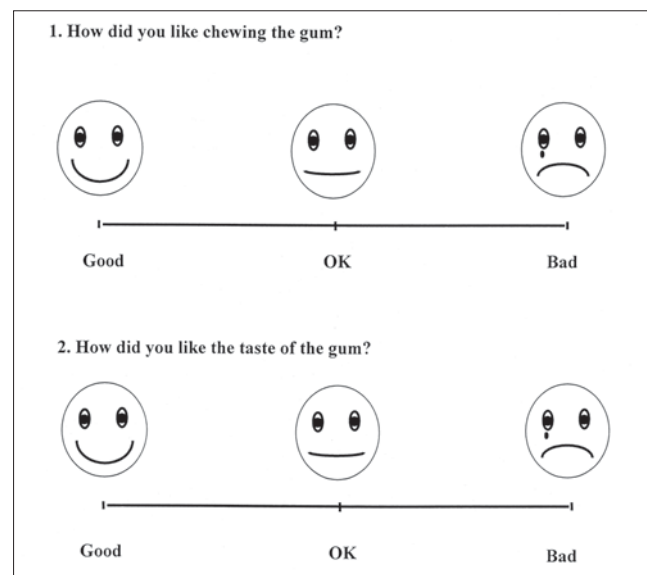 1. How did you like chewing the gum?
Good OK Bad
2. How did you like the taste of the gum?
Good OK Bad